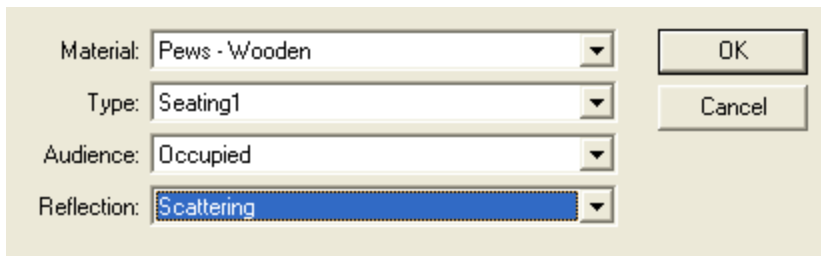 Material: Pews - Wooden OK
Type: Seating1 Cancel
Audience: Occupied
Reflection: Scattering